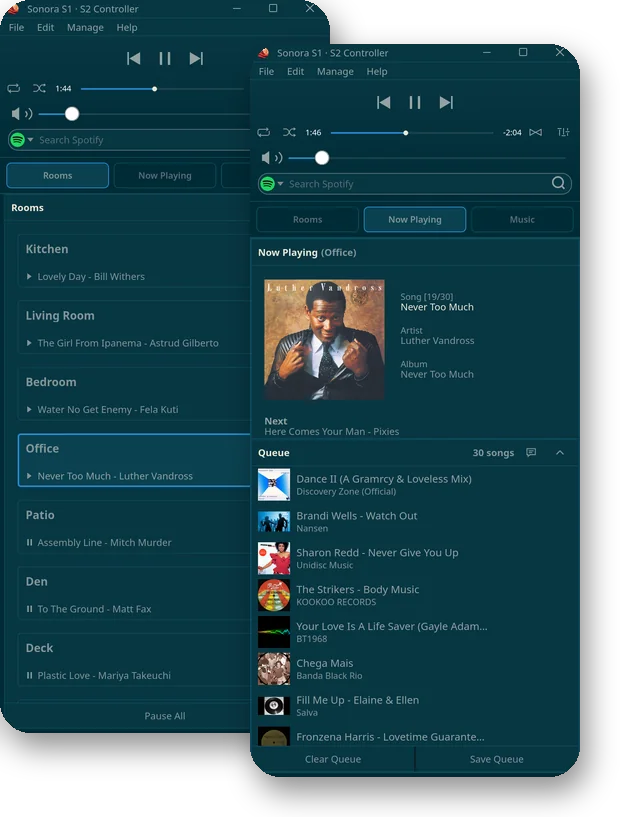 Sonora S1 · S2 Controller
File Edit Manage Help
1:44
Search Spotify
Rooms Now Playing
Rooms
Kitchen
Lovely Day - Bill Withers
Living Room
The Girl From Ipanema - Astrud Gilberto
Bedroom
Water No Get Enemy - Fela Kuti
Office
Never Too Much - Luther Vandross
Patio
Assembly Line - Mitch Murder
Den
To The Ground - Matt Fax
Deck
Plastic Love - Mariya Takeuchi
Pause All
Sonora S1 · S2 Controller
File Edit Manage Help
1:46 -2:04
Search Spotify
Rooms Now Playing Music
Now Playing (Office)
Luther Vandross
Song [19/30]
Never Too Much
Artist
Luther Vandross
Album
Never Too Much
Next
Here Comes Your Man - Pixies
Queue 30 songs
Dance II (A Gramrcy & Loveless Mix)
Discovery Zone (Official)
Brandi Wells - Watch Out
Nansen
Sharon Redd - Never Give You Up
Unidisc Music
The Strikers - Body Music
KOOKOO RECORDS
Your Love Is A Life Saver (Gayle Adam...
BT1968
Chega Mais
Banda Black Rio
Fill Me Up - Elaine & Ellen
Salva
Fronzena Harris - Lovetime Guarante...
Clear Queue Save Queue